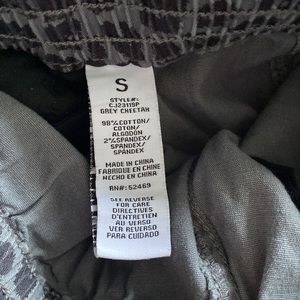 S
STYLE#:
CJ23119P
GREY CHEETAH
98%COTTON/
COTON/
ALGODON
2%SPANDEX/
SPANDEX/
SPANDEX
MADE IN CHINA
FABRIQUE EN CHINE
HECHO EN CHINA
RN#: 52469
SEE REVERSE
FOR CARE
DIRECTIVES
D'ENTRETIEN
AU VERSO
VER REVERSO
PARA CUIDADO